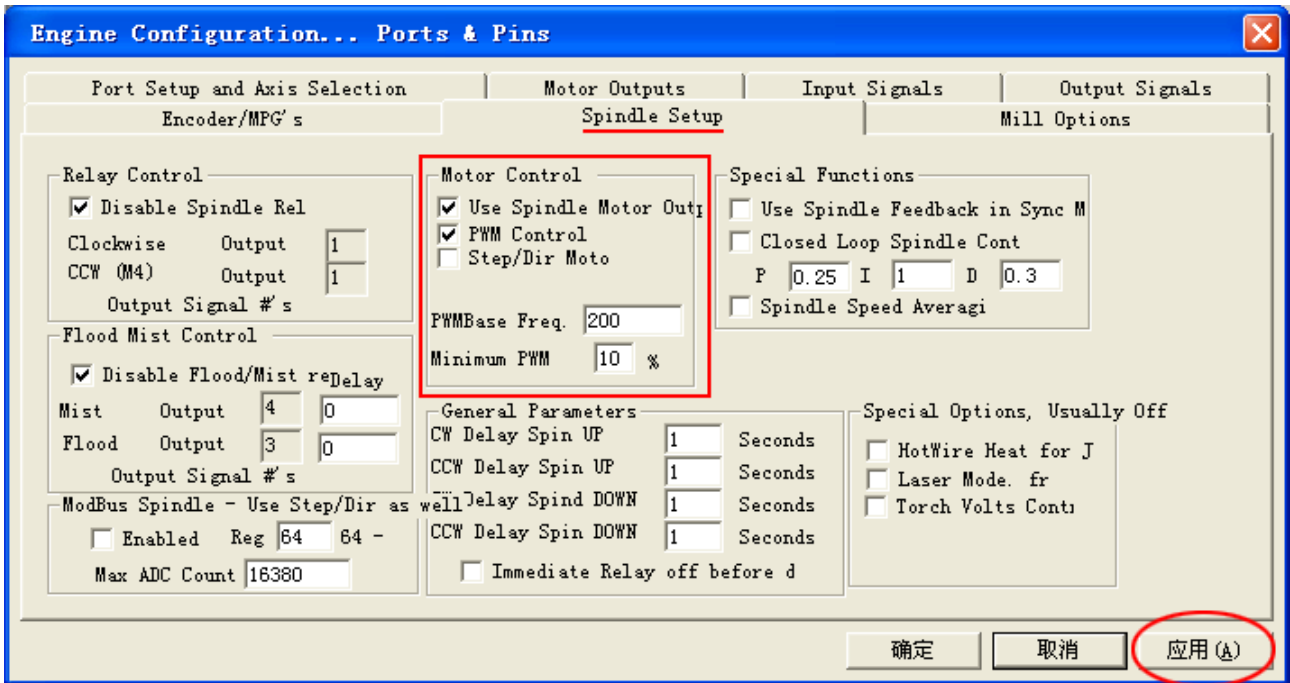 Engine Configuration... Ports & Pins
Port Setup and Axis Selection
Motor Outputs
Input Signals
Output Signals
Encoder/MPG's
Spindle Setup
Mill Options
Relay Control
Disable Spindle Rel
Clockwise Output 1
CCW (M4) Output 1
Output Signal #'s
Flood Mist Control
Disable Flood/Mist re
Delay
Mist Output 4 0
Flood Output 3 0
Output Signal #'s
ModBus Spindle - Use Step/Dir as well
Enabled Reg 64 64 -
Max ADC Count 16380
Motor Control
Use Spindle Motor Outp
PWM Control
Step/Dir Moto
PWMBase Freq. 200
Minimum PWM 10 %
General Parameters
CW Delay Spin UP 1 Seconds
CCW Delay Spin UP 1 Seconds
Delay Spind DOWN 1 Seconds
CCW Delay Spin DOWN 1 Seconds
Immediate Relay off before d
Special Functions
Use Spindle Feedback in Sync M
Closed Loop Spindle Cont
P 0.25 I 1 D 0.3
Spindle Speed Averagi
Special Options, Usually Off
HotWire Heat for J
Laser Mode. fr
Torch Volts Conti
确定
取消
应用(A)